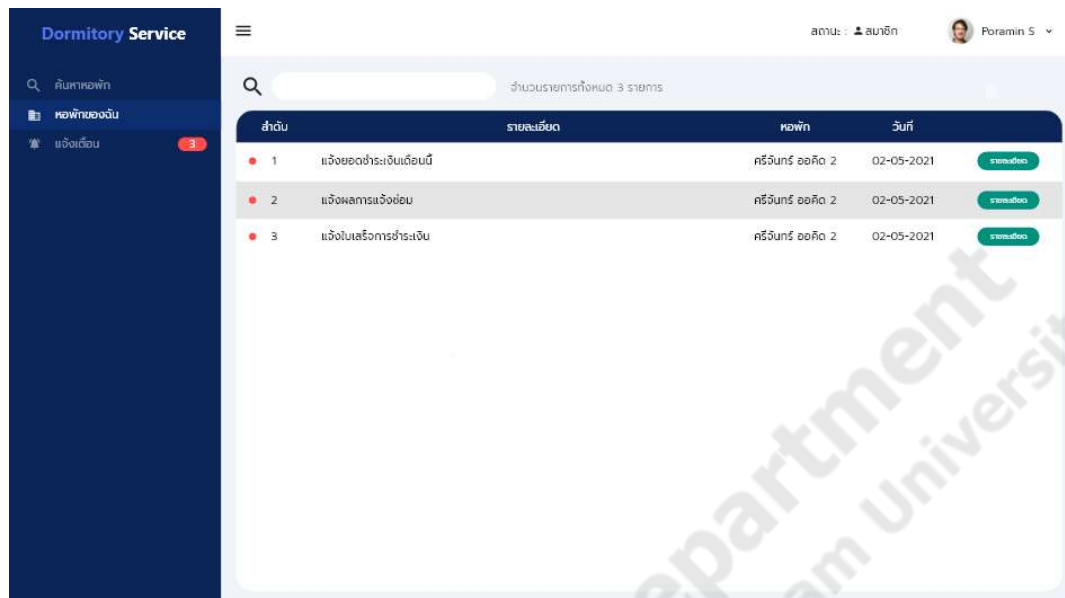 Dormitory Service
สถานะ : สมาชิก
Poramin S
ค้นหาหอพัก
หอพักของฉัน
แจ้งเตือน 3
จำนวนรายการทั้งหมด 3 รายการ
ลำดับ รายละเอียด หอพัก วันที่
1 แจ้งยอดชำระเงินเดือนนี้ ศรีจันทร์ ออคิด 2 02-05-2021 รายละเอียด
2 แจ้งผลการแจ้งซ่อม ศรีจันทร์ ออคิด 2 02-05-2021 รายละเอียด
3 แจ้งใบเสร็จการชำระเงิน ศรีจันทร์ ออคิด 2 02-05-2021 รายละเอียด